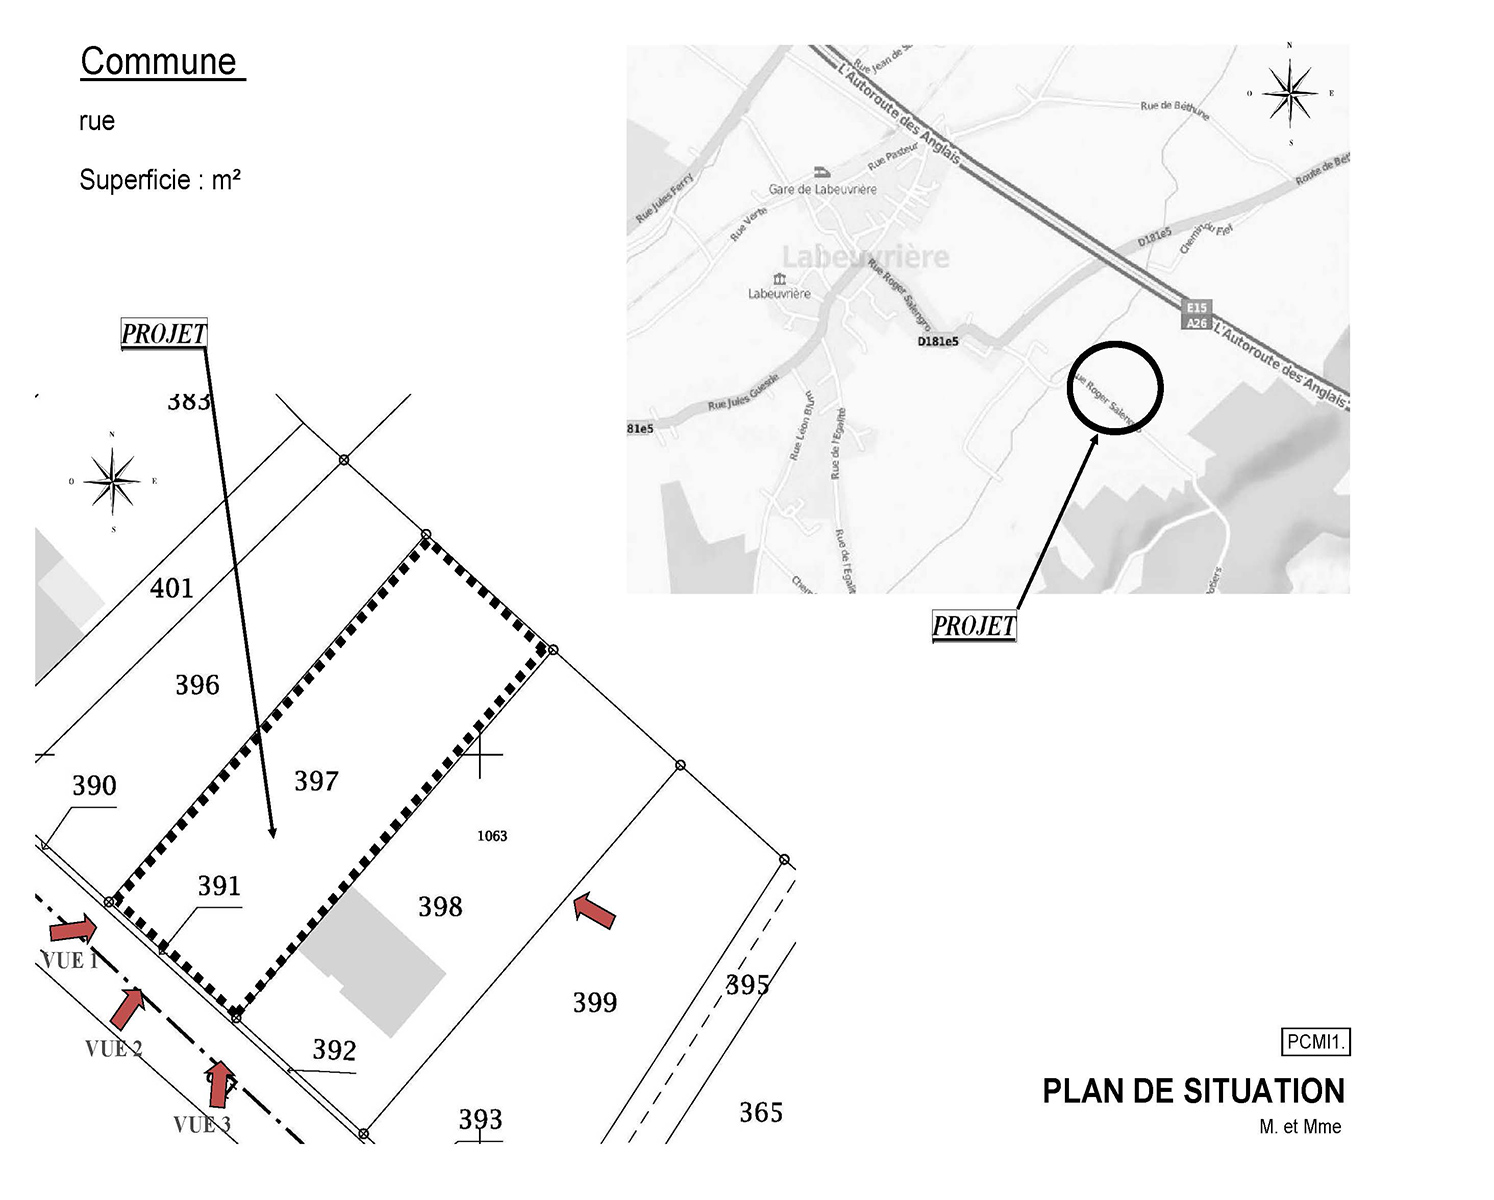 Commune
rue
Superficie : m²
N
O
E
S
Rue Jean de S
L'Autoroute des Anglais
Rue de Béthune
Rue Pasteur
Gare de Labeuvrière
Route de Bét
Rue Jules Ferry
Rue Verte
D181e5
Chemin du Fief
Labeuvrière
Rue Roger Salengro
Labeuvrière
E15
A26
D181e5
L'Autoroute des Anglais
Rue Jules Guesde
Rue Roger Salengro
81e5
Rue Léon Blum
Rue de l'Egalité
Rue de l'Egalit
Chem
PROJET
PROJET
383
N
O
E
S
401
396
390
397
1063
391
398
VUE 1
395
399
VUE 2
392
365
393
VUE 3
PCMI1.
PLAN DE SITUATION
M. et Mme